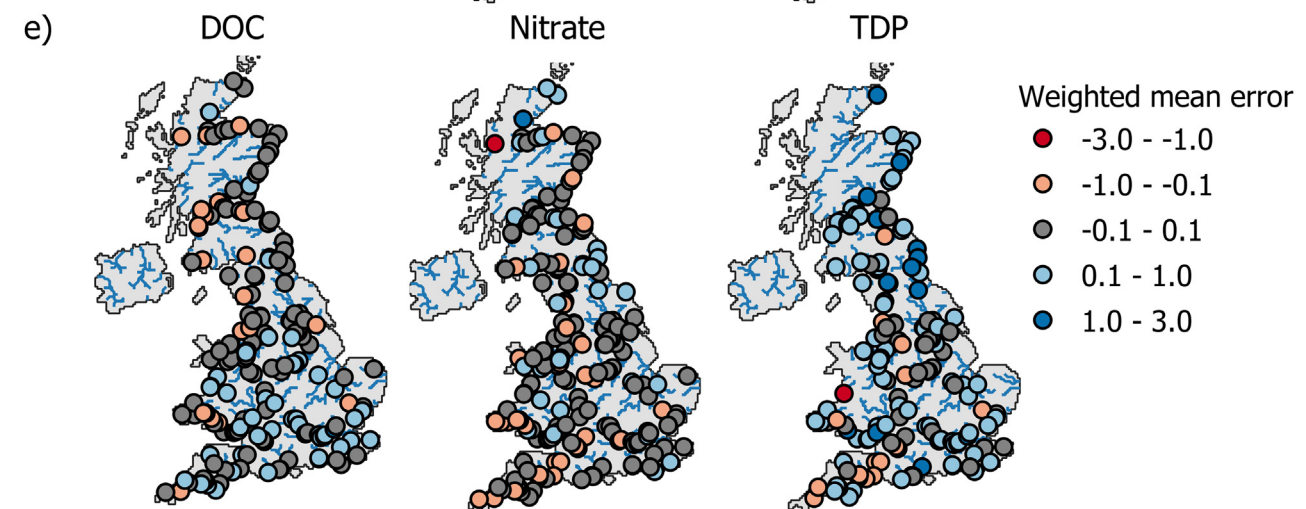 e)
DOC
Nitrate
TDP
Weighted mean error
-3.0 - -1.0
-1.0 - -0.1
-0.1 - 0.1
0.1 - 1.0
1.0 - 3.0